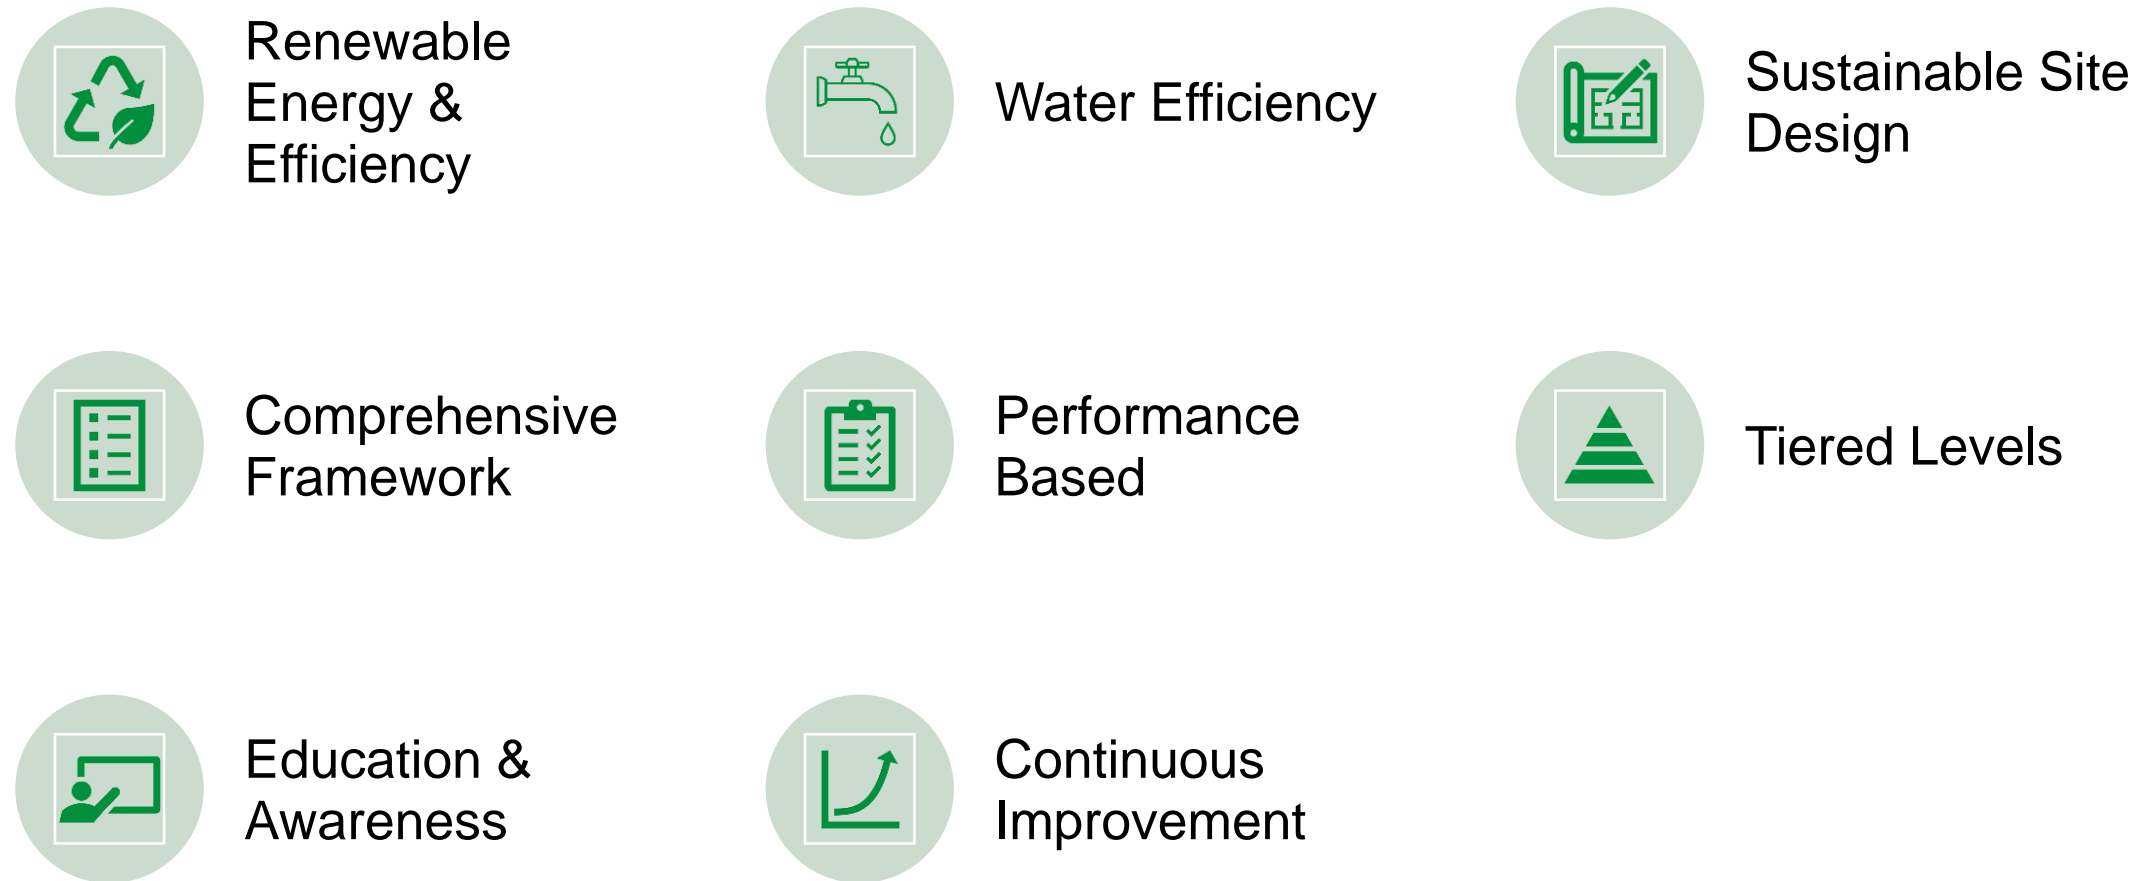 Renewable
Energy &
Efficiency
Water Efficiency
Sustainable Site
Design
Comprehensive
Framework
Performance
Based
Tiered Levels
Education &
Awareness
Continuous
Improvement